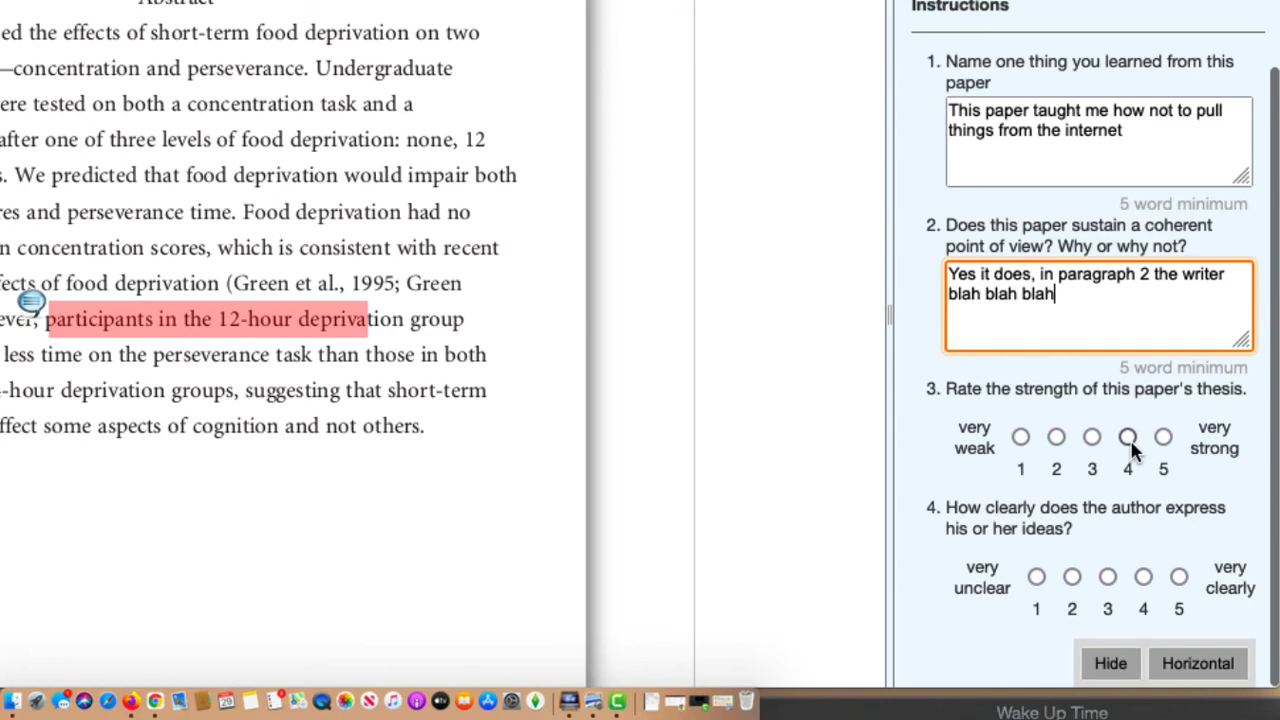 Abstract
ed the effects of short-term food deprivation on two
—concentration and perseverance. Undergraduate
ere tested on both a concentration task and a
after one of three levels of food deprivation: none, 12
s. We predicted that food deprivation would impair both
res and perseverance time. Food deprivation had no
n concentration scores, which is consistent with recent
fects of food deprivation (Green et al., 1995; Green
ever, participants in the 12-hour deprivation group
less time on the perseverance task than those in both
-hour deprivation groups, suggesting that short-term
ffect some aspects of cognition and not others.
Instructions
1. Name one thing you learned from this
paper
This paper taught me how not to pull
things from the internet
5 word minimum
2. Does this paper sustain a coherent
point of view? Why or why not?
Yes it does, in paragraph 2 the writer
blah blah blah
5 word minimum
3. Rate the strength of this paper's thesis.
very weak 1 2 3 4 5 very strong
4. How clearly does the author express
his or her ideas?
very unclear 1 2 3 4 5 very clearly
Hide Horizontal
Wake Up Time